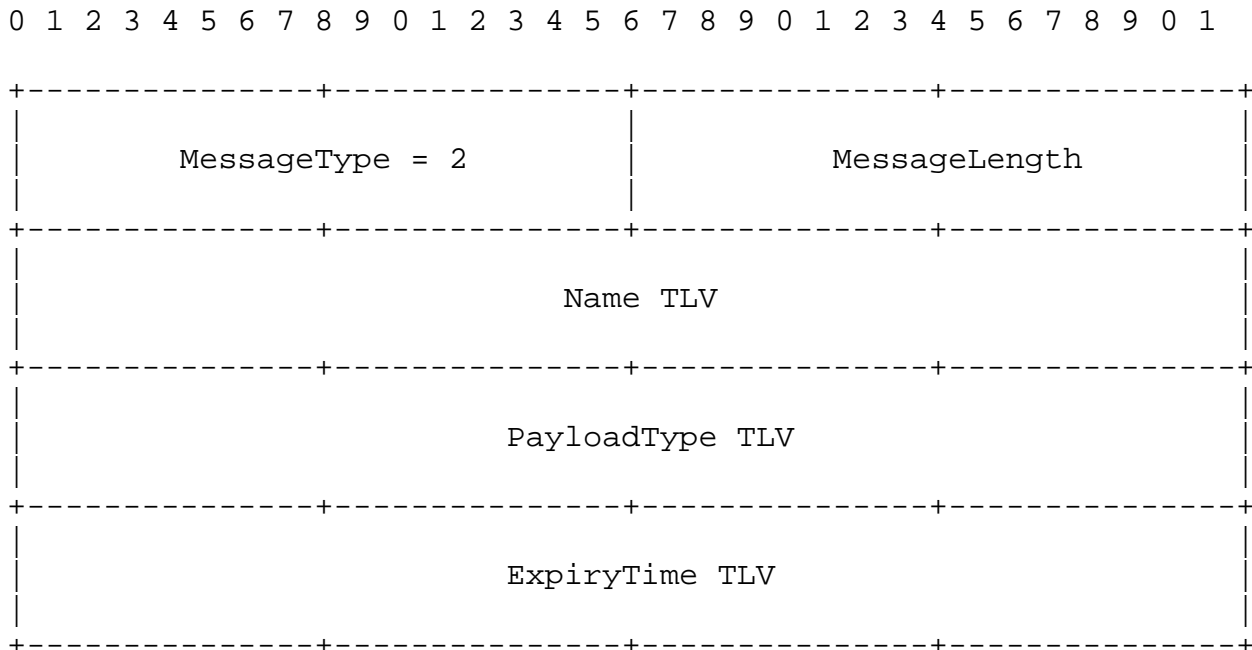 0 1 2 3 4 5 6 7 8 9 0 1 2 3 4 5 6 7 8 9 0 1 2 3 4 5 6 7 8 9 0 1
+---------------+---------------+---------------+---------------+
| MessageType = 2 | MessageLength |
+---------------+---------------+---------------+---------------+
| Name TLV |
+---------------+---------------+---------------+---------------+
| PayloadType TLV |
+---------------+---------------+---------------+---------------+
| ExpiryTime TLV |
+---------------+---------------+---------------+---------------+